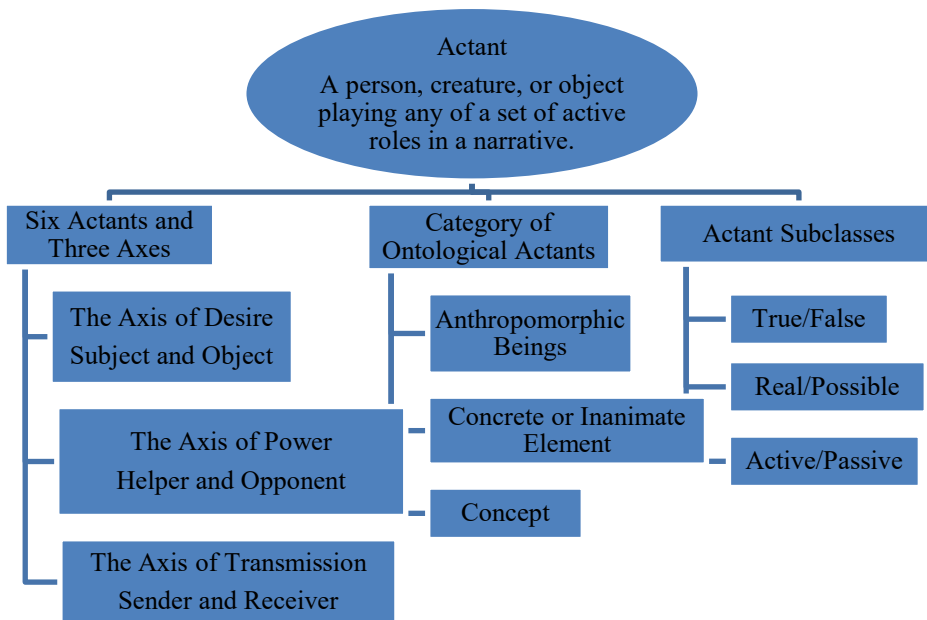 Actant
A person, creature, or object
playing any of a set of active
roles in a narrative.
Six Actants and
Three Axes
The Axis of Desire
Subject and Object
The Axis of Power
Helper and Opponent
The Axis of Transmission
Sender and Receiver
Category of
Ontological Actants
Anthropomorphic
Beings
Concrete or Inanimate
Element
Concept
Actant Subclasses
True/False
Real/Possible
Active/Passive